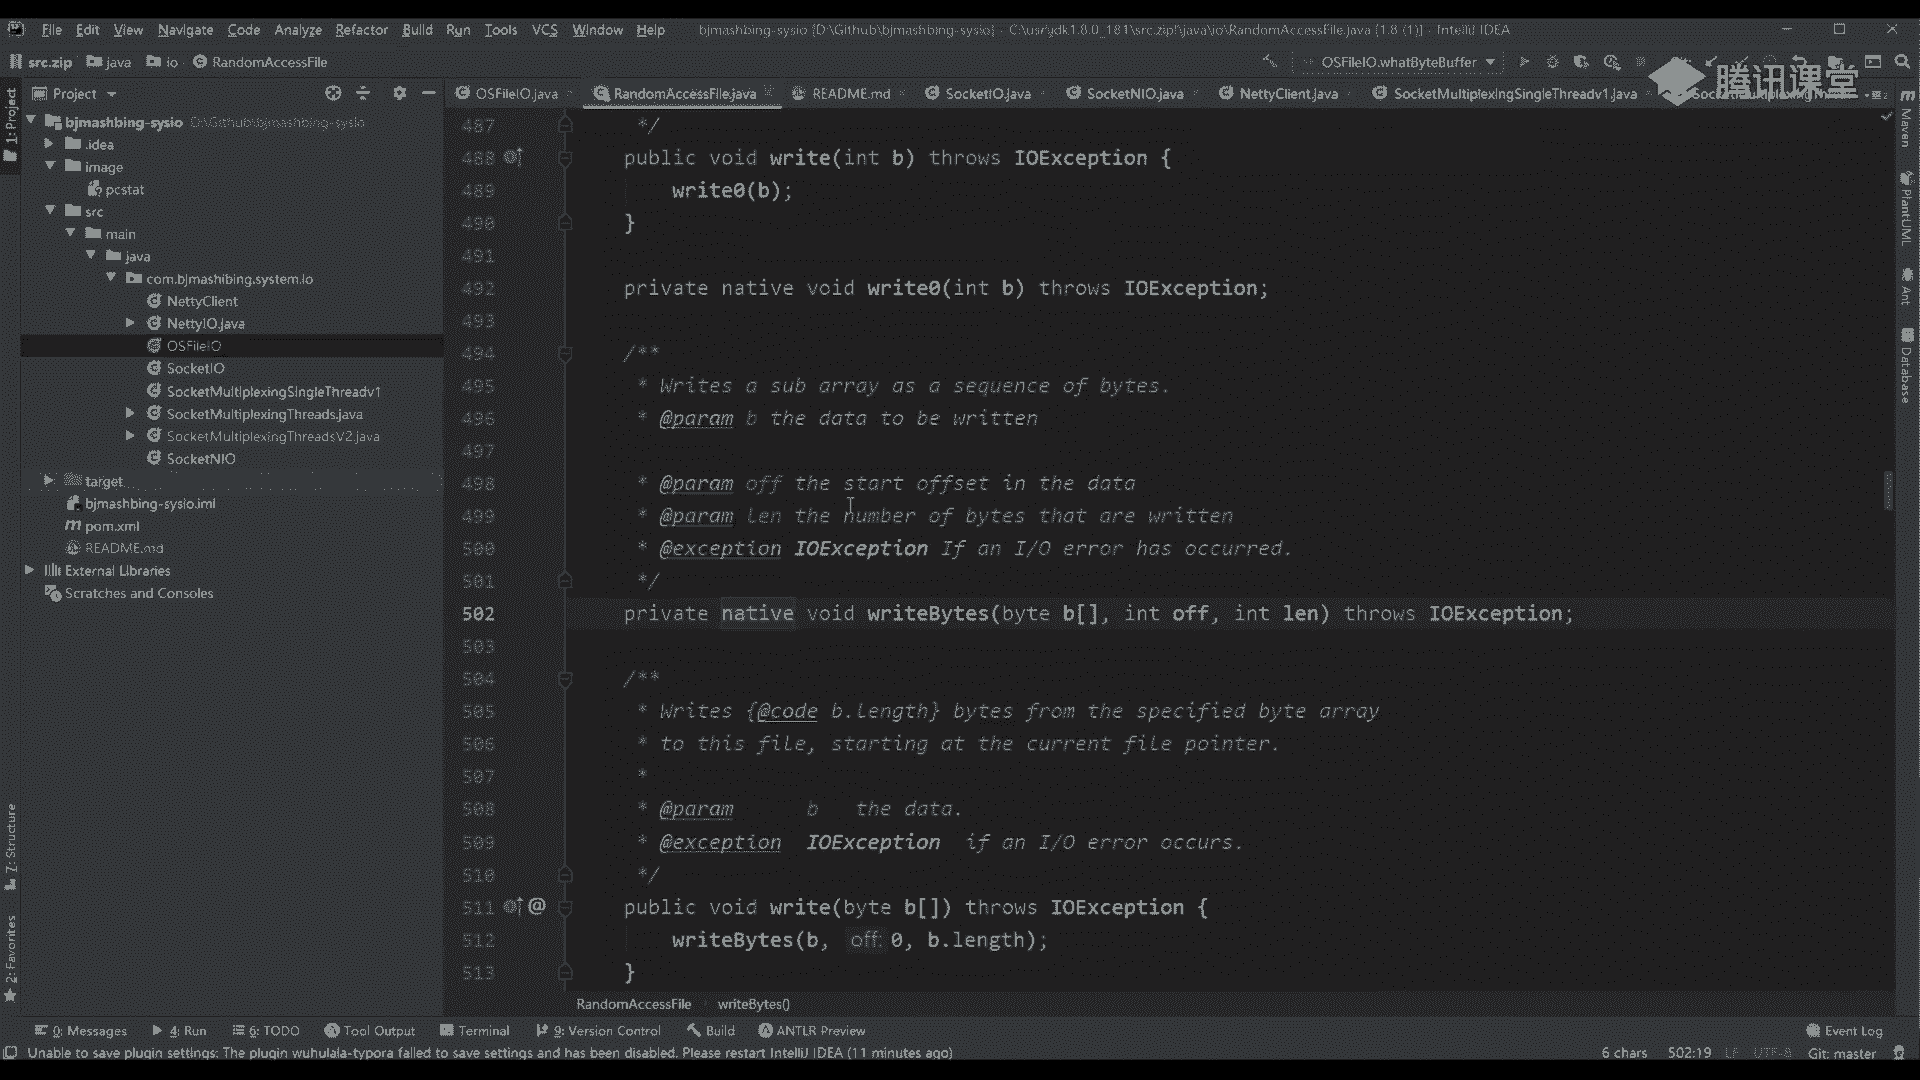 File Edit View Navigate Code Analyze Refactor Build Run Tools VCS Window Help bjmashbing-sysio [D:\Github\bjmashbing-sysio] - C:\usr\jdk1.8.0_181\src.zip!\java\io\RandomAccessFile.java [1.8 (1)] - IntelliJ IDEA
src.zip java io RandomAccessFile OSFileIO.whatByteBuffer
腾讯课堂
Project OSFileIO.java RandomAccessFile.java README.md SocketIO.java SocketNIO.java NettyClient.java SocketMultiplexingSingleThreadv1.java
1: Project
bjmashbing-sysio D:\Github\bjmashbing-sysio
.idea
image
pcstat
src
main
java
com.bjmashibing.system.io
NettyClient
NettyIO.java
OSFileIO
SocketIO
SocketMultiplexingSingleThreadv1
SocketMultiplexingThreads.java
SocketMultiplexingThreadsV2.java
SocketNIO
target
bjmashbing-sysio.iml
pom.xml
README.md
External Libraries
Scratches and Consoles
487 */
488 public void write(int b) throws IOException {
489 write0(b);
490 }
491
492 private native void write0(int b) throws IOException;
493
494 /**
495 * Writes a sub array as a sequence of bytes.
496 * @param b the data to be written
497
498 * @param off the start offset in the data
499 * @param len the number of bytes that are written
500 * @exception IOException If an I/O error has occurred.
501 */
502 private native void writeBytes(byte b[], int off, int len) throws IOException;
503
504 /**
505 * Writes {@code b.length} bytes from the specified byte array
506 * to this file, starting at the current file pointer.
507 *
508 * @param b the data.
509 * @exception IOException if an I/O error occurs.
510 */
511 @ public void write(byte b[]) throws IOException {
512 writeBytes(b, off: 0, b.length);
513 }
RandomAccessFile writeBytes()
Maven
PlantUML
Ant
Database
7: Structure
2: Favorites
0: Messages 4: Run 6: TODO Tool Output Terminal 9: Version Control Build ANTLR Preview Event Log
Unable to save plugin settings: The plugin wuhulala-typora failed to save settings and has been disabled. Please restart IntelliJ IDEA (11 minutes ago) 6 chars 502:19 LF UTF-8 Git: master